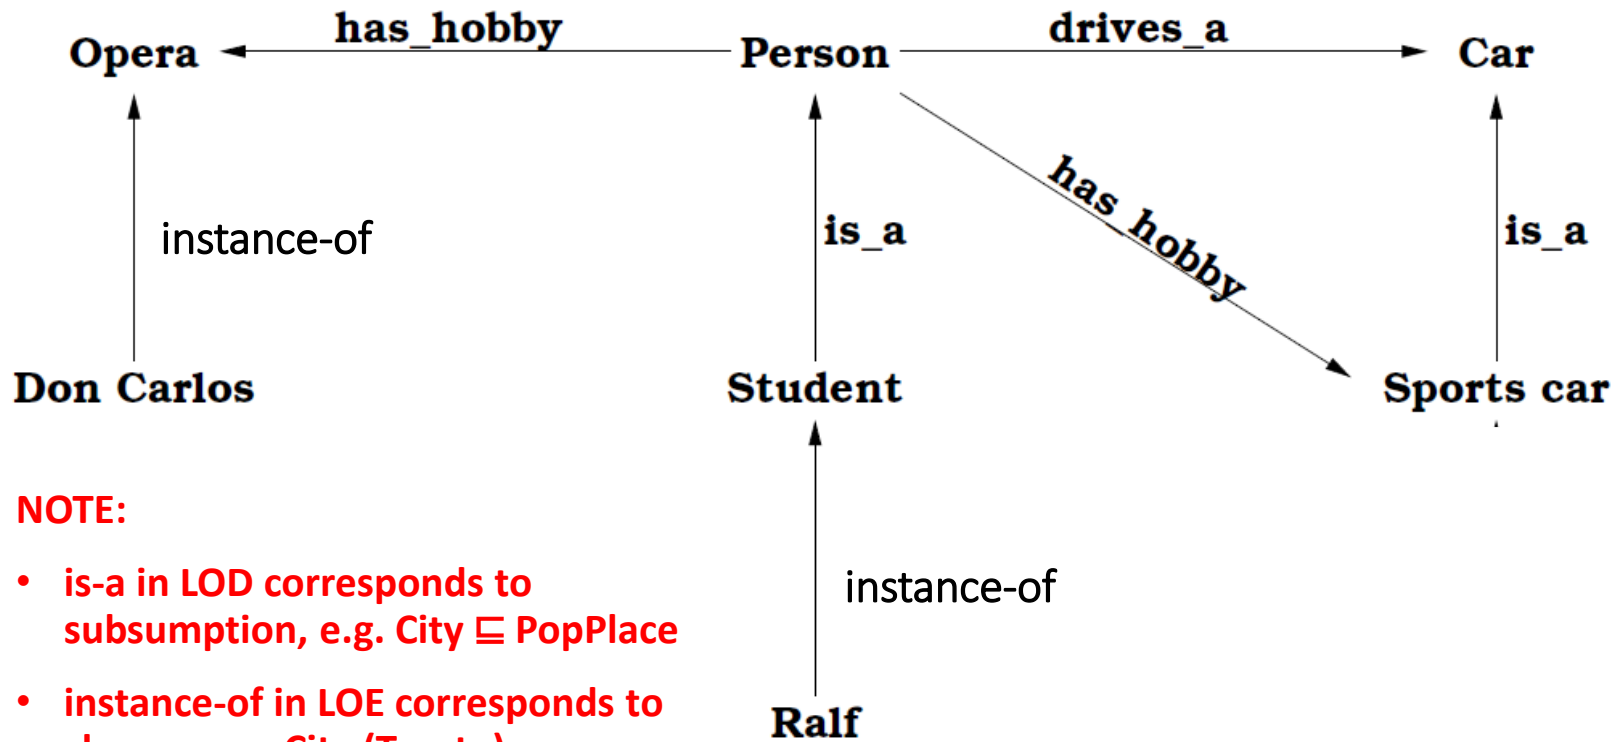 has_hobby
drives_a
Opera
Person
Car
has_hobby
instance-of
is_a
is_a
Don Carlos
Student
Sports car
NOTE:
• is-a in LOD corresponds to
subsumption, e.g. City ⊑ PopPlace
instance-of
• instance-of in LOE corresponds to
Ralf